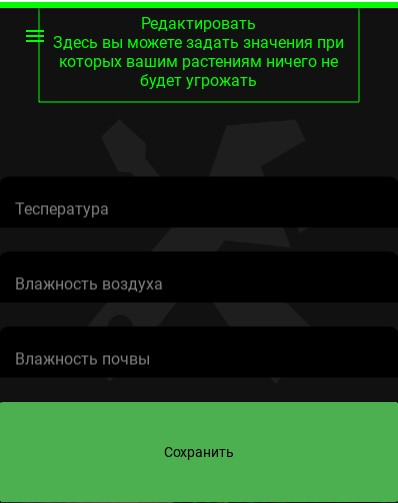 Редактировать
Здесь вы можете задать значения при
которых вашим растениям ничего не
будет угрожать
Теспература
Влажность воздуха
Влажность почвы
Сохранить